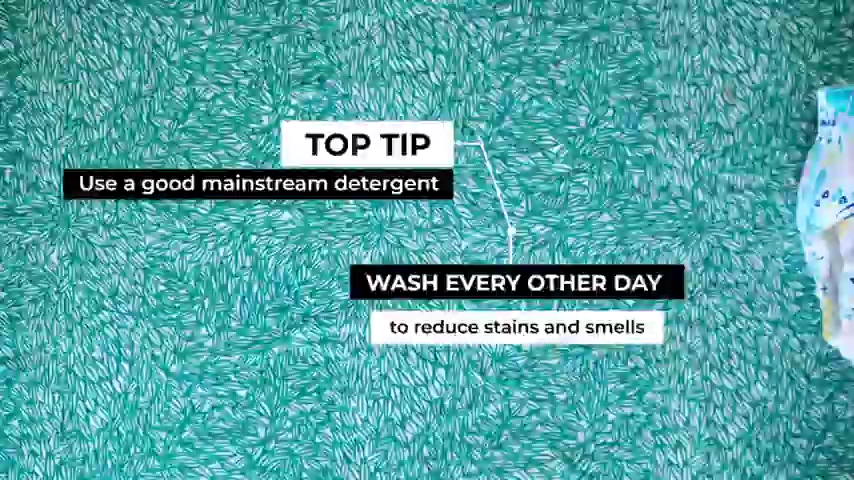 TOP TIP
Use a good mainstream detergent
WASH EVERY OTHER DAY
to reduce stains and smells